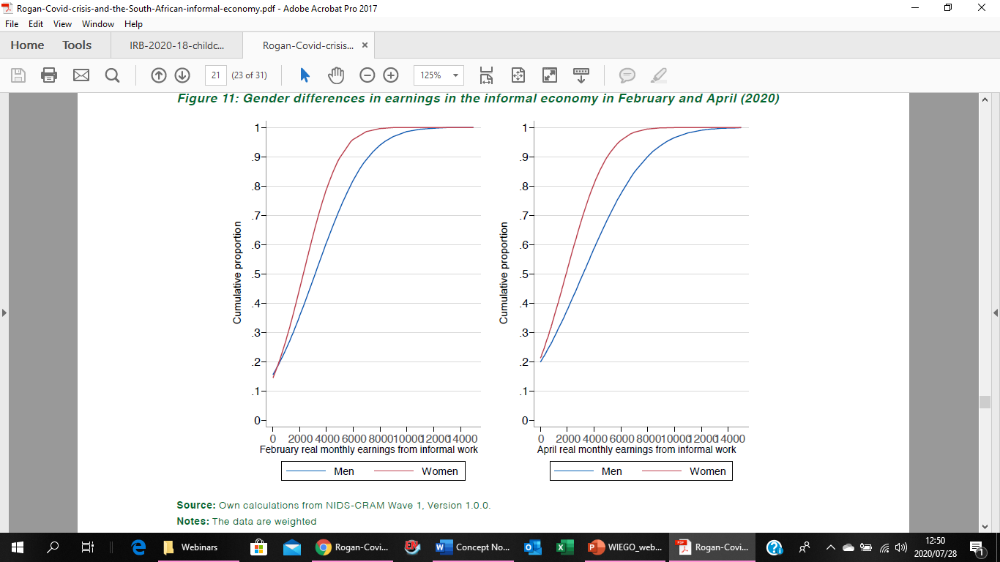 Rogan-Covid-crisis-and-the-South-African-informal-economy.pdf - Adobe Acrobat Pro 2017
File Edit View Window Help
Home Tools IRB-2020-18-childc... Rogan-Covid-crisis... ×
21 (23 of 31) 125%
Figure 11: Gender differences in earnings in the informal economy in February and April (2020)
Cumulative proportion
1
.9
.8
.7
.6
.5
.4
.3
.2
.1
0
0 2000 4000 6000 8000 10000 12000 14000
February real monthly earnings from informal work
Men Women
Cumulative proportion
1
.9
.8
.7
.6
.5
.4
.3
.2
.1
0
0 2000 4000 6000 8000 10000 12000 14000
April real monthly earnings from informal work
Men Women
Source: Own calculations from NIDS-CRAM Wave 1, Version 1.0.0.
Notes: The data are weighted
Webinars Rogan-Covi... Concept No... WIEGO_web... Rogan-Covi...
12:50
2020/07/28
1